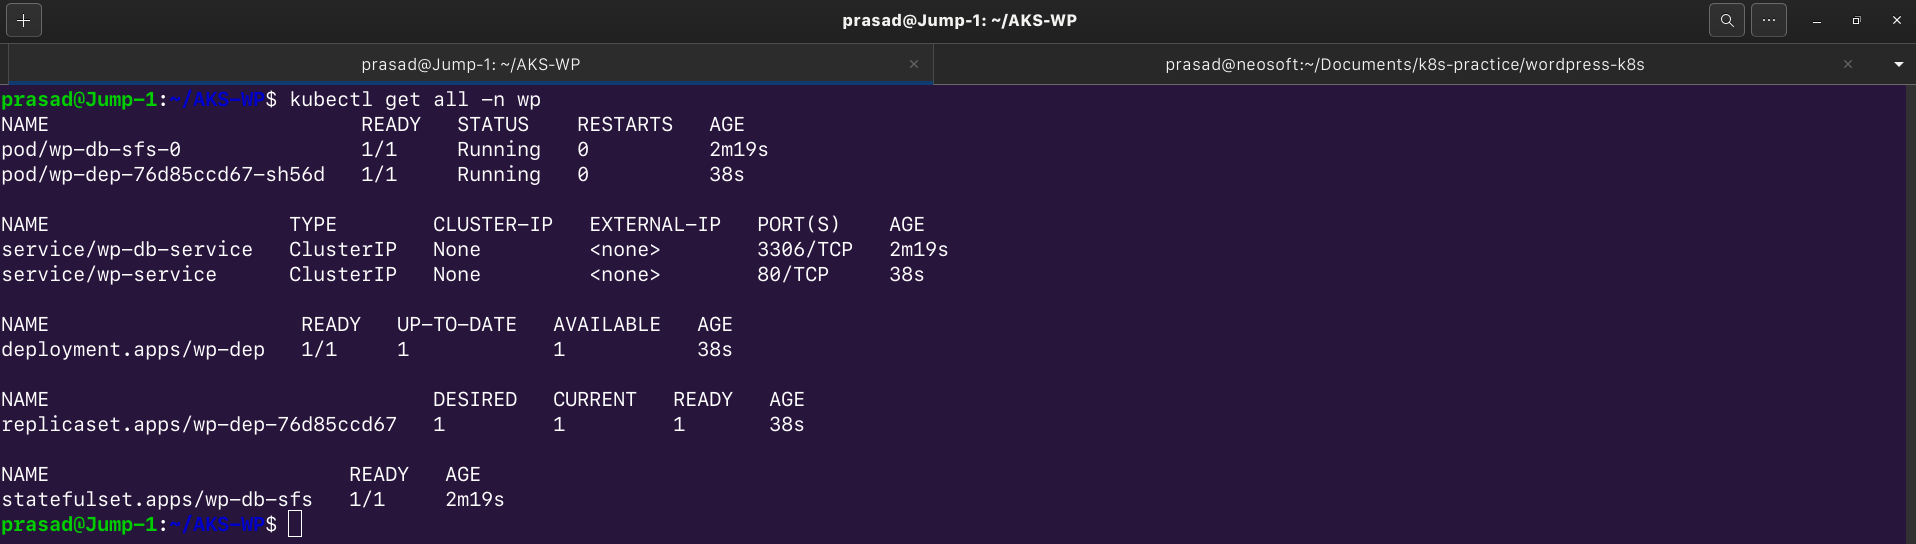 prasad@Jump-1: ~/AKS-WP
prasad@Jump-1: ~/AKS-WP
prasad@neosoft:~/Documents/k8s-practice/wordpress-k8s
prasad@Jump-1:~/AKS-WP$ kubectl get all -n wp
NAME READY STATUS RESTARTS AGE
pod/wp-db-sfs-0 1/1 Running 0 2m19s
pod/wp-dep-76d85ccd67-sh56d 1/1 Running 0 38s
NAME TYPE CLUSTER-IP EXTERNAL-IP PORT(S) AGE
service/wp-db-service ClusterIP None <none> 3306/TCP 2m19s
service/wp-service ClusterIP None <none> 80/TCP 38s
NAME READY UP-TO-DATE AVAILABLE AGE
deployment.apps/wp-dep 1/1 1 1 38s
NAME DESIRED CURRENT READY AGE
replicaset.apps/wp-dep-76d85ccd67 1 1 1 38s
NAME READY AGE
statefulset.apps/wp-db-sfs 1/1 2m19s
prasad@Jump-1:~/AKS-WP$